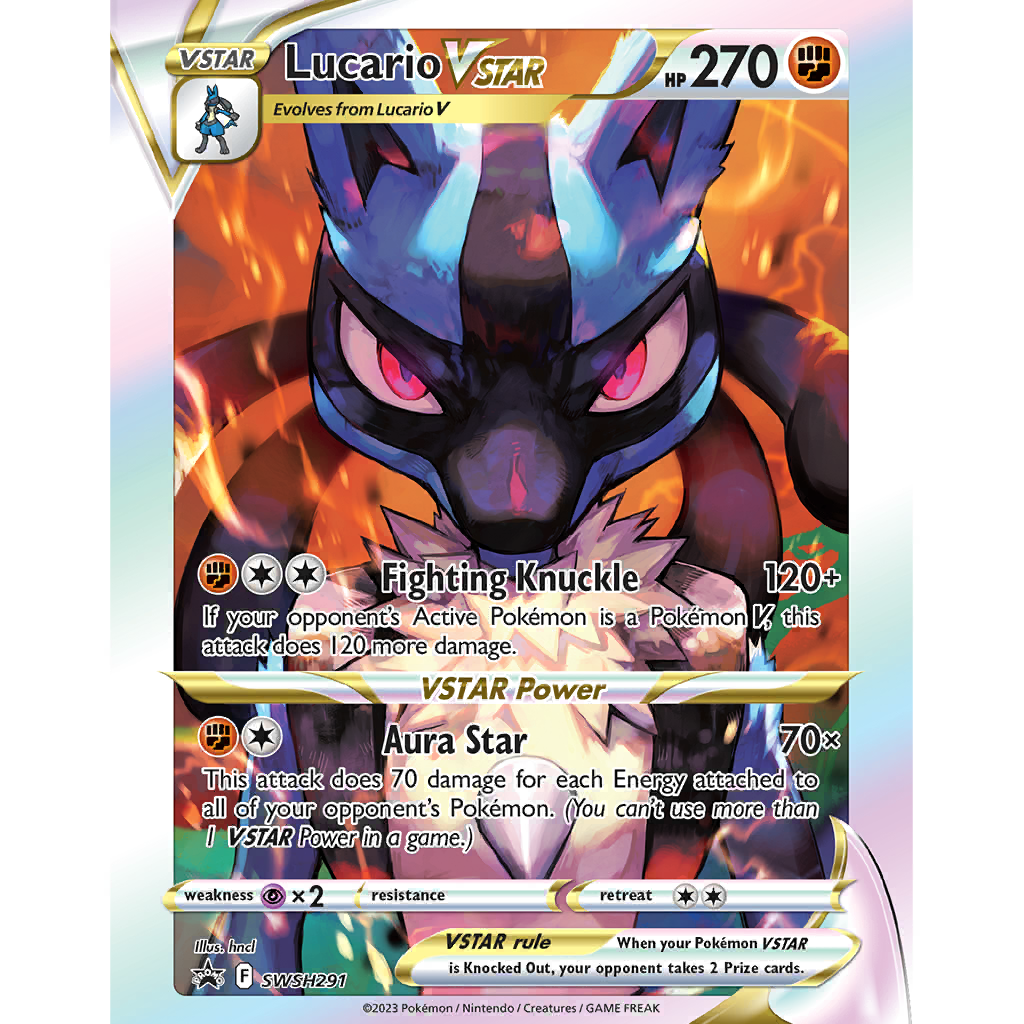 VSTAR
Lucario VSTAR
HP 270
Evolves from Lucario V
Fighting Knuckle 120+
If your opponent's Active Pokémon is a Pokémon V, this
attack does 120 more damage.
VSTAR Power
Aura Star 70×
This attack does 70 damage for each Energy attached to
all of your opponent's Pokémon. (You can't use more than
1 VSTAR Power in a game.)
weakness ×2 resistance retreat
Illus. hncl
VSTAR rule When your Pokémon VSTAR
is Knocked Out, your opponent takes 2 Prize cards.
PROMO F SWSH291
©2023 Pokémon / Nintendo / Creatures / GAME FREAK